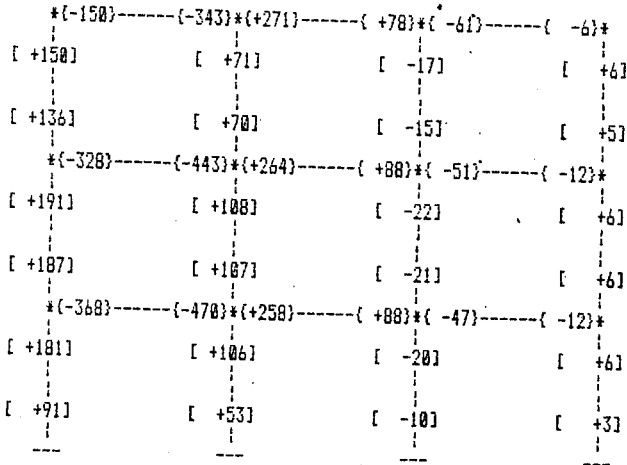 *{-150}------{-343}*{+271}------{ +78}*{ -61}------{  -6}*
[ +150]  [ +71]  [ -17]  [ +6]
[ +136]  [ +70]  [ -15]  [ +5]
*{-328}------{-443}*{+264}------{ +88}*{ -51}------{ -12}*
[ +191]  [ +108]  [ -22]  [ +6]
[ +187]  [ +107]  [ -21]  [ +6]
*{-368}------{-470}*{+258}------{ +88}*{ -47}------{ -12}*
[ +181]  [ +106]  [ -20]  [ +6]
[ +91]  [ +53]  [ -10]  [ +3]